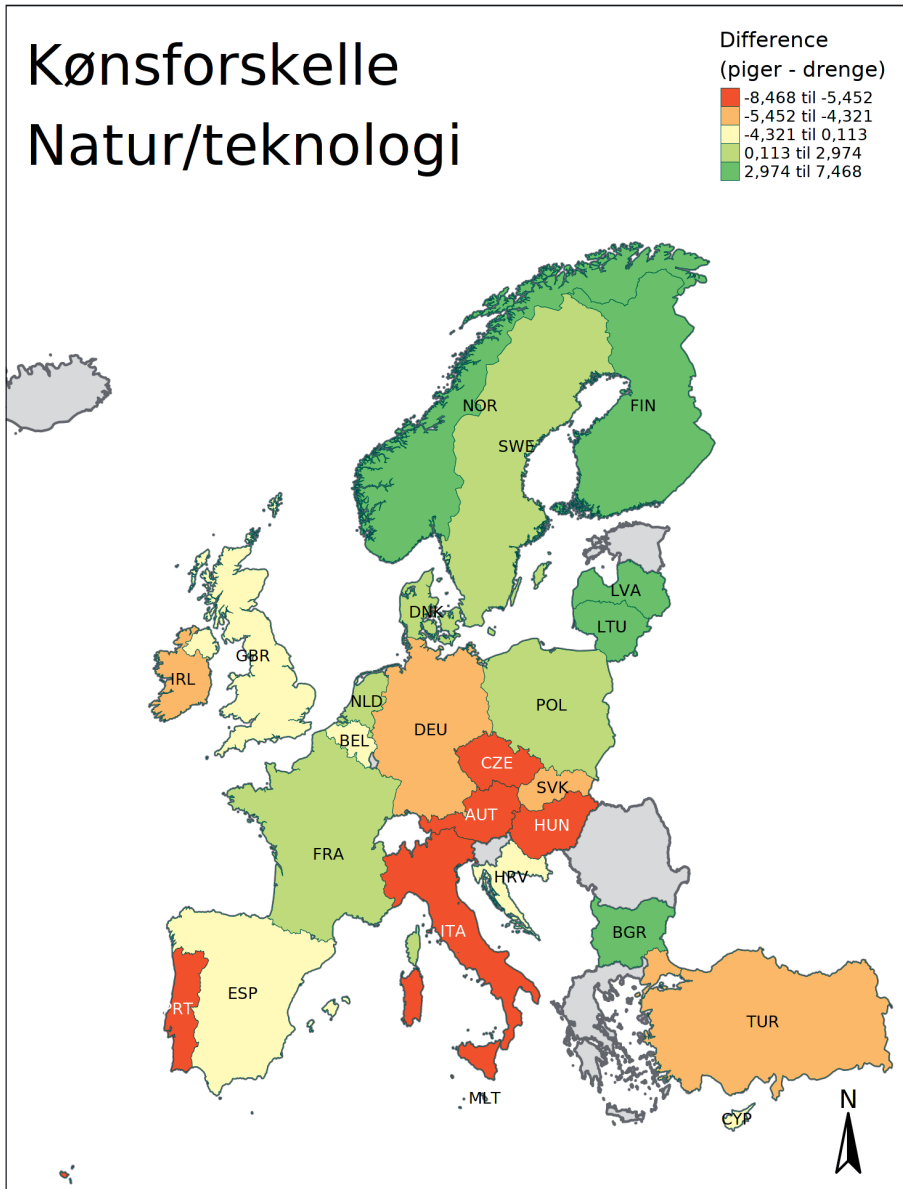 Kønsforskelle
Natur/teknologi
Difference
(piger - drenge)
-8,468 til -5,452
-5,452 til -4,321
-4,321 til 0,113
0,113 til 2,974
2,974 til 7,468
NOR
FIN
SWE
LVA
DNK
LTU
GBR
IRL
NLD
POL
DEU
BEL
CZE
SVK
AUT
HUN
FRA
HRV
ITA
BGR
ESP
PRT
TUR
MLT
CYP
N